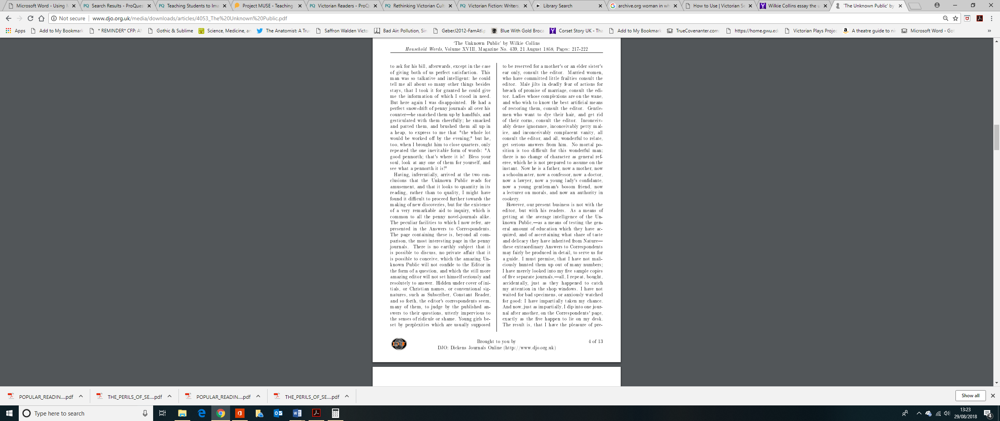 Microsoft Word - Using M
Search Results - ProQues
Teaching Students to Ima
Project MUSE - Teaching
Victorian Readers - ProQ
Rethinking Victorian Cult
Victorian Fiction: Writers,
Library Search
archive.org woman in wh
How to Use | Victorian Se
Wilkie Collins essay the u
`The Unknown Public' by
Not secure | www.djo.org.uk/media/downloads/articles/4053_The%20Unknown%20Public.pdf
Apps
Add to My Bookmark
* REMINDER* CFP: AN
Gothic & Sublime
Science, Medicine, an
The Anatomist: A Tru
Saffron Walden Victo
Bad Air: Pollution, Sin
GeberJ2012-FamAtl.p
Blue With Gold Broca
Corset Story UK - Tha
Add to My Bookmark
TrueCovenanter.com:
https://home.gwu.ed
Victorian Plays Projec
A theatre guide to ni
Microsoft Word - Got
»
‘The Unknown Public’ by Wilkie Collins
Household Words, Volume XVIII, Magazine No. 439, 21 August 1858, Pages: 217-222
to ask for his bill, afterwards, except in the case
of giving both of us perfect satisfaction. This
man was so talkative and intelligent: he could
tell me all about so many other things besides
stays, that I took it for granted he could give
me the information of which I stood in need.
But here again I was disappointed. He had a
perfect snow-drift of penny journals all over his
counter—he snatched them up by handfuls, and
gesticulated with them cheerfully; he smacked
and patted them, and brushed them all up in
a heap, to express to me that "the whole lot
would be worked off by the evening;" but he,
too, when I brought him to close quarters, only
repeated the one inevitable form of words: "A
good pennorth; that's where it is! Bless your
soul, look at any one of them for yourself, and
see what a pennorth it is!"
Having, inferentially, arrived at the two con-
clusions that the Unknown Public reads for
amusement, and that it looks to quantity in its
reading, rather than to quality, I might have
found it difficult to proceed further towards the
making of new discoveries, but for the existence
of a very remarkable aid to inquiry, which is
common to all the penny novel-journals alike.
The peculiar facilities to which I now refer, are
presented in the Answers to Correspondents.
The page containing these is, beyond all com-
parison, the most interesting page in the penny
journals. There is no earthly subject that it
is possible to discuss, no private affair that it
is possible to conceive, which the amazing Un-
known Public will not confide to the Editor in
the form of a question, and which the still more
amazing editor will not set himself seriously and
resolutely to answer. Hidden under cover of ini-
tials, or Christian names, or conventional sig-
natures, such as Subscriber, Constant Reader,
and so forth, the editor's correspondents seem,
many of them, to judge by the published an-
swers to their questions, utterly impervious to
the senses of ridicule or shame. Young girls be-
set by perplexities which are usually supposed
to be reserved for a mother's or an elder sister's
ear only, consult the editor. Married women,
who have committed little frailties consult the
editor. Male jilts in deadly fear of actions for
breach of promise of marriage, consult the edi-
tor. Ladies whose complexions are on the wane,
and who wish to know the best artificial means
of restoring them, consult the editor. Gentle-
men who want to dye their hair, and get rid
of their corns, consult the editor. Inconceiv-
ably dense ignorance, inconceivably petty mal-
ice, and inconceivably complacent vanity, all
consult the editor, and all, wonderful to relate,
get serious answers from him. No mortal po-
sition is too difficult for this wonderful man;
there is no change of character as general ref-
eree, which he is not prepared to assume on the
instant. Now he is a father, now a mother, now
a schoolmaster, now a confessor, now a doctor,
now a lawyer, now a young lady's confidante,
now a young gentleman's bosom friend, now
a lecturer on morals, and now an authority in
cookery.
However, our present business is not with the
editor, but with his readers. As a means of
getting at the average intelligence of the Un-
known Public,—as a means of testing the gen-
eral amount of education which they have ac-
quired, and of ascertaining what share of taste
and delicacy they have inherited from Nature—
these extraordinary Answers to Correspondents
may fairly be produced in detail, to serve us for
a guide. I must premise, that I have not mali-
ciously hunted them up out of many numbers;
I have merely looked into my five sample copies
of five separate journals,—all, I repeat, bought,
accidentally, just as they happened to catch
my attention in the shop windows. I have not
waited for bad specimens, or anxiously watched
for good: I have impartially taken my chance.
And now, just as impartially, I dip into one jour-
nal after another, on the Correspondents' page,
exactly as the five happen to lie on my desk.
The result is, that I have the pleasure of pre-
Brought to you by
DJO: Dickens Journals Online (http://www.djo.org.uk)
4 of 13
POPULAR_READIN....pdf
THE_PERILS_OF_SE....pdf
POPULAR_READIN....pdf
THE_PERILS_OF_SE....pdf
Show all
Type here to search
13:23
29/08/2018
4